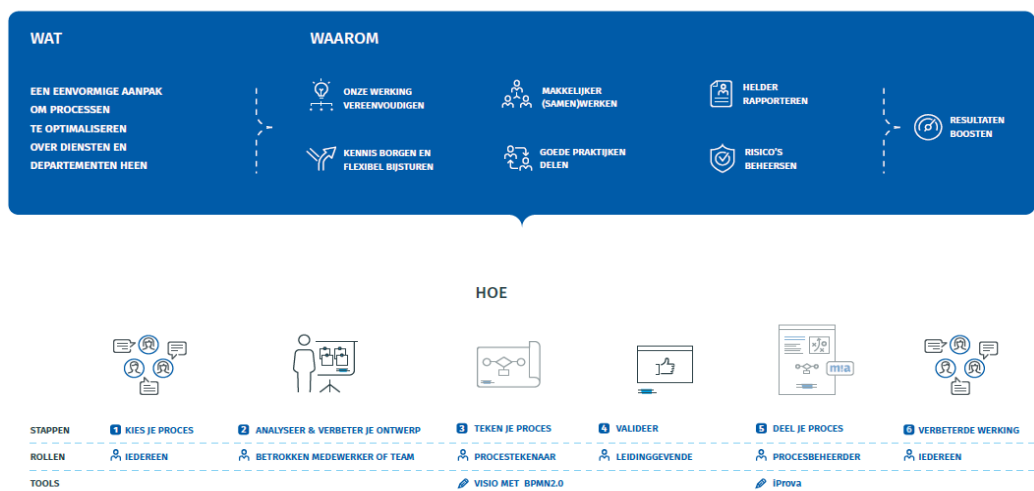 WAT
WAAROM
EEN EENVORMIGE AANPAK
OM PROCESSEN
TE OPTIMALISEREN
OVER DIENSTEN EN
DEPARTEMENTEN HEEN
ONZE WERKING
VEREENVOUDIGEN
MAKKELIJKER
(SAMEN)WERKEN
HELDER
RAPPORTEREN
KENNIS BORGEN EN
FLEXIBEL BIJSTUREN
GOEDE PRAKTIJKEN
DELEN
RISICO'S
BEHEERSEN
RESULTATEN
BOOSTEN
HOE
mia
STAPPEN 1 KIES JE PROCES 2 ANALYSEER & VERBETER JE ONTWERP 3 TEKEN JE PROCES 4 VALIDEER 5 DEEL JE PROCES 6 VERBETERDE WERKING
ROLLEN IEDEREEN BETROKKEN MEDEWERKER OF TEAM PROCESTEKENAAR LEIDINGGEVENDE PROCESBEHEERDER IEDEREEN
TOOLS VISIO MET BPMN2.0 iProva